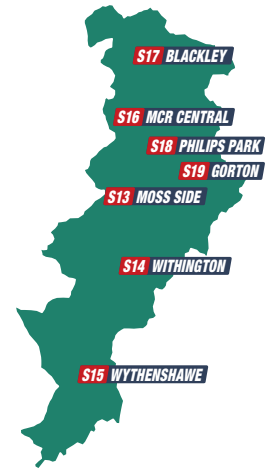 S17 BLACKLEY
S16 MCR CENTRAL
S18 PHILIPS PARK
S19 GORTON
S13 MOSS SIDE
S14 WITHINGTON
S15 WYTHENSHAWE